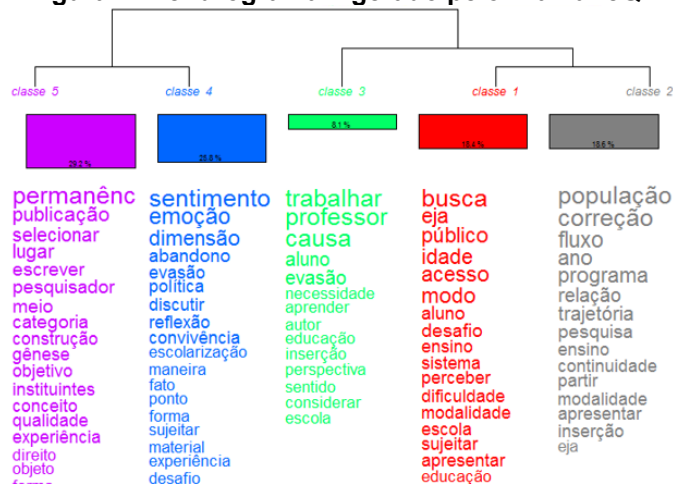 classe 5
29.2 %
permanênc
publicação
selecionar
lugar
escrever
pesquisador
meio
categoria
construção
gênese
objetivo
instituintes
conceito
qualidade
experiência
direito
objeto
classe 4
25.8 %
sentimento
emoção
dimensão
abandono
evasão
política
discutir
reflexão
convivência
escolarização
maneira
fato
ponto
forma
sujeitar
material
experiência
desafio
classe 3
8.1 %
trabalhar
professor
causa
aluno
evasão
necessidade
aprender
autor
educação
inserção
perspectiva
sentido
considerar
escola
classe 1
18.4 %
busca
eja
público
idade
acesso
modo
aluno
desafio
ensino
sistema
perceber
dificuldade
modalidade
escola
sujeitar
apresentar
educação
classe 2
18.6 %
população
correção
fluxo
ano
programa
relação
trajetória
pesquisa
ensino
continuidade
partir
modalidade
apresentar
inserção
eja